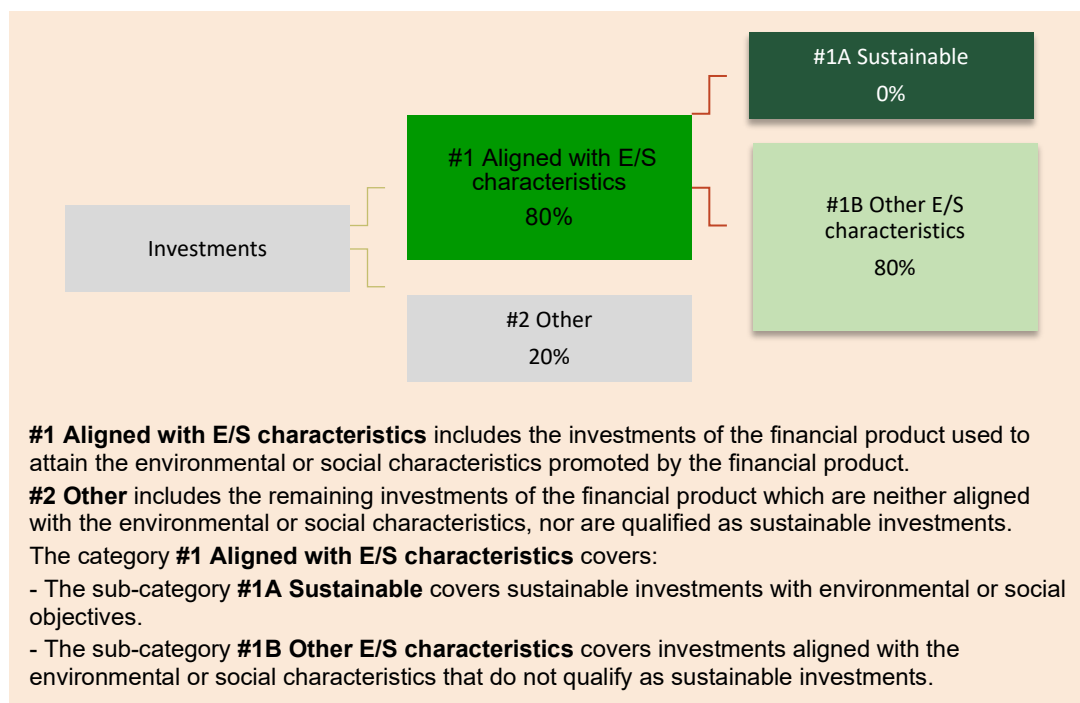 #1A Sustainable
0%
#1 Aligned with E/S
characteristics
80%
#1B Other E/S
characteristics
80%
Investments
#2 Other
20%
#1 Aligned with E/S characteristics includes the investments of the financial product used to
attain the environmental or social characteristics promoted by the financial product.
#2 Other includes the remaining investments of the financial product which are neither aligned
with the environmental or social characteristics, nor are qualified as sustainable investments.
The category #1 Aligned with E/S characteristics covers:
- The sub-category #1A Sustainable covers sustainable investments with environmental or social
objectives.
- The sub-category #1B Other E/S characteristics covers investments aligned with the
environmental or social characteristics that do not qualify as sustainable investments.